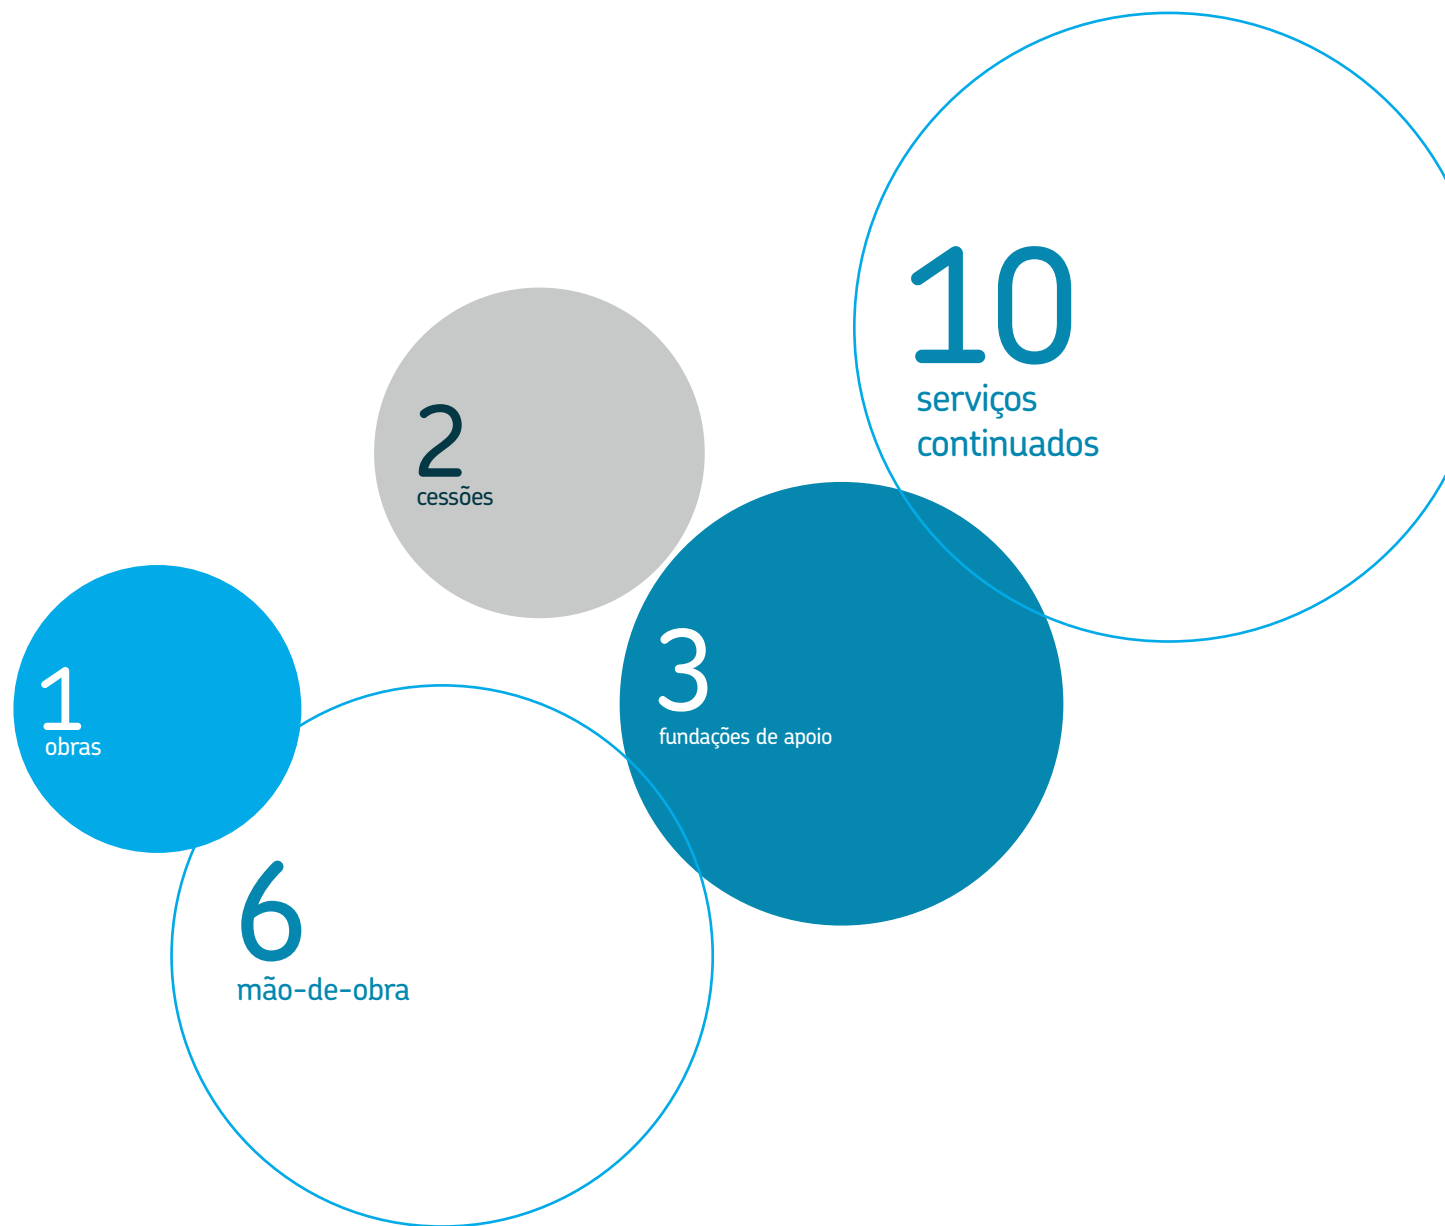 10
serviços
continuados
2
cessões
3
fundações de apoio
1
obras
6
mão-de-obra